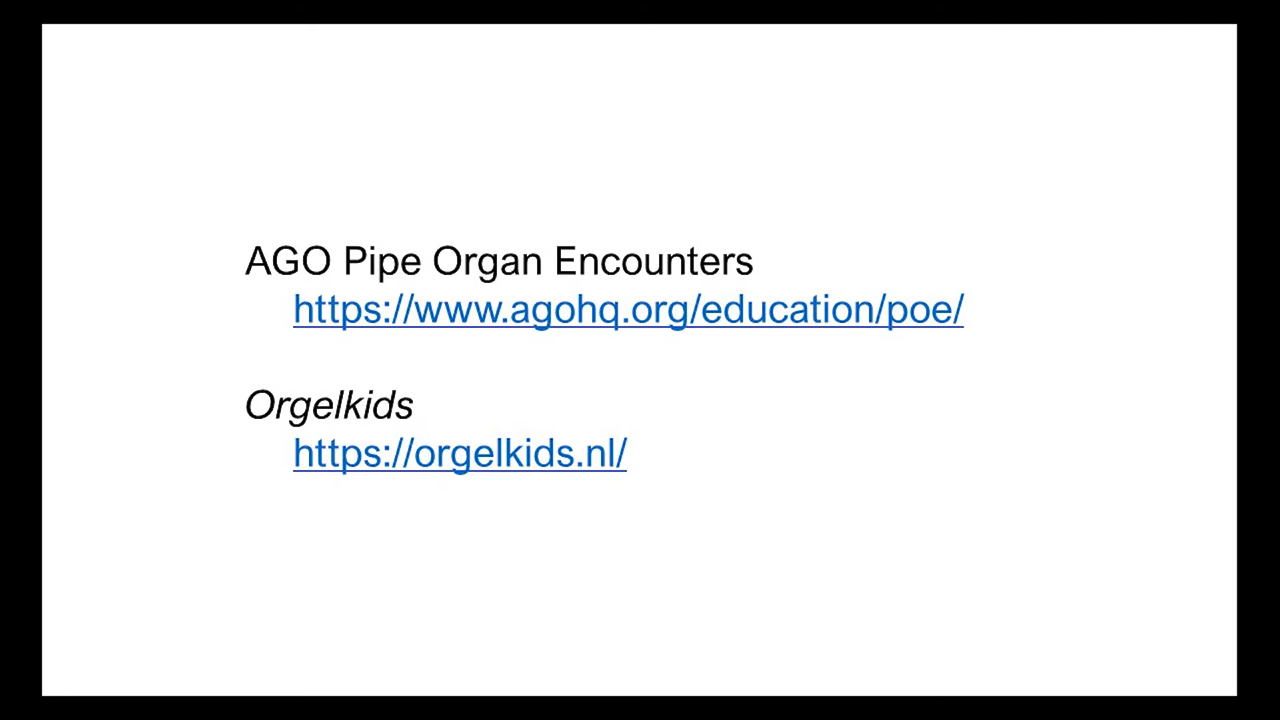 AGO Pipe Organ Encounters
https://www.agohq.org/education/poe/
Orgelkids
https://orgelkids.nl/